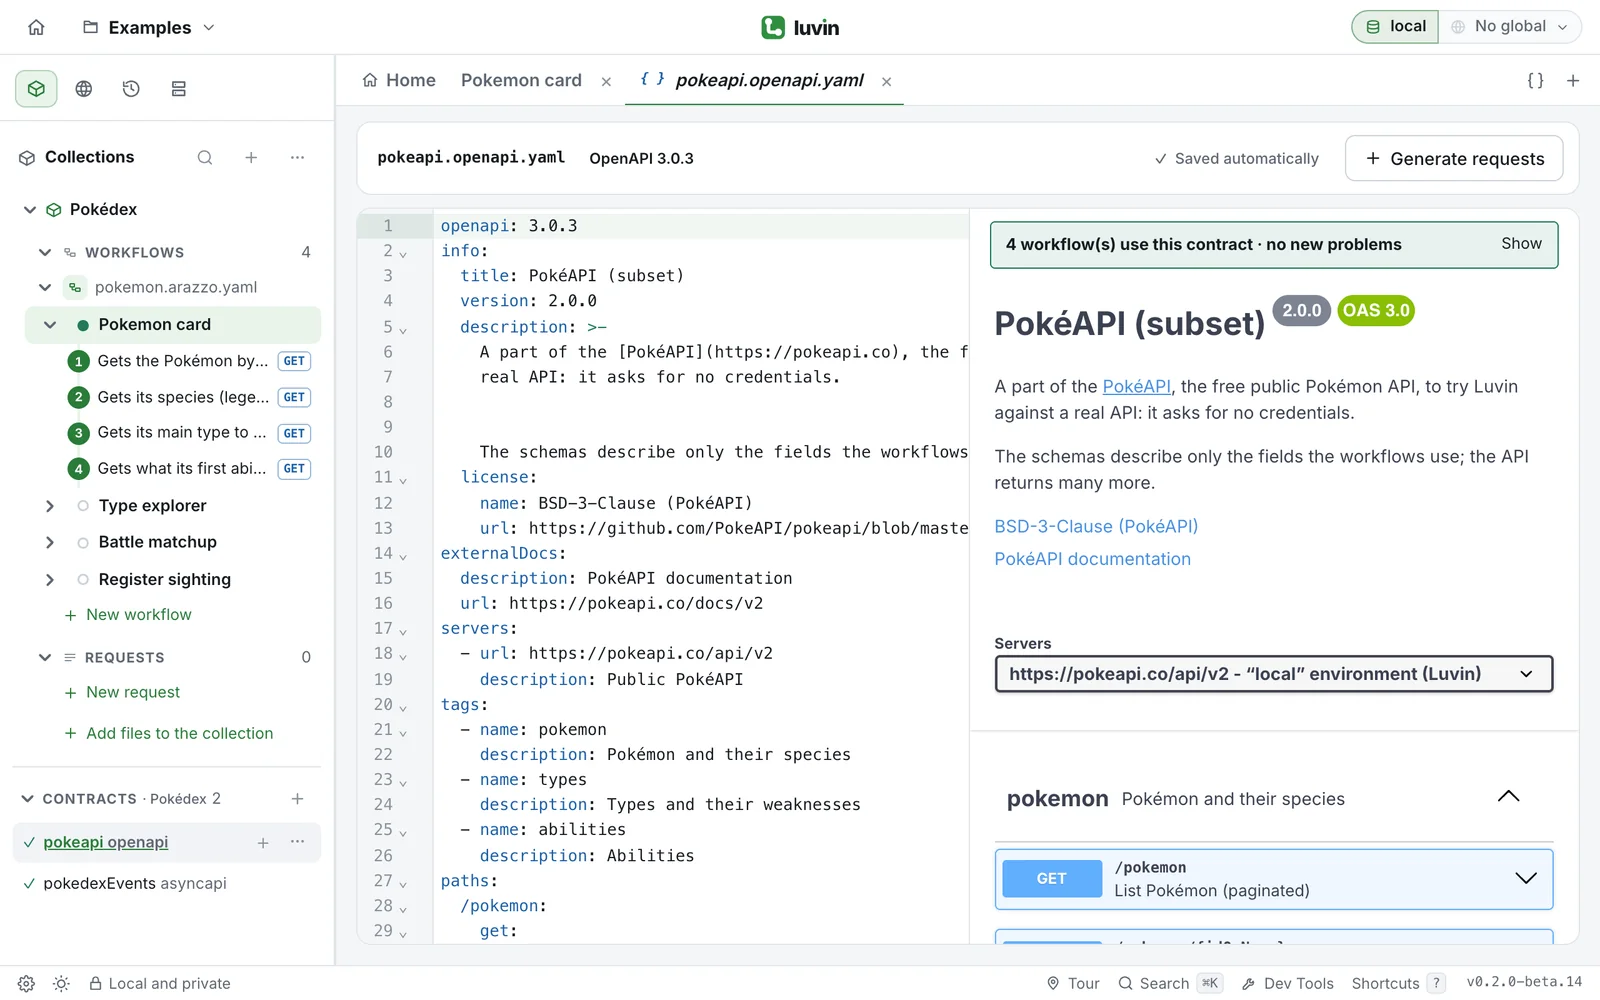 Examples
luvin
local
No global
Home
Pokemon card
{ } pokeapi.openapi.yaml
{}
Collections
Pokédex
WORKFLOWS 4
pokemon.arazzo.yaml
Pokemon card
1 Gets the Pokémon by... GET
2 Gets its species (lege... GET
3 Gets its main type to ... GET
4 Gets what its first abi... GET
Type explorer
Battle matchup
Register sighting
+ New workflow
REQUESTS 0
+ New request
+ Add files to the collection
CONTRACTS · Pokédex 2
pokeapi openapi
pokedexEvents asyncapi
pokeapi.openapi.yaml OpenAPI 3.0.3
Saved automatically
+ Generate requests
1 openapi: 3.0.3
2 info:
3 title: PokéAPI (subset)
4 version: 2.0.0
5 description: >-
6 A part of the [PokéAPI](https://pokeapi.co), the f
7 real API: it asks for no credentials.
8
9
10 The schemas describe only the fields the workflows
11 license:
12 name: BSD-3-Clause (PokéAPI)
13 url: https://github.com/PokeAPI/pokeapi/blob/maste
14 externalDocs:
15 description: PokéAPI documentation
16 url: https://pokeapi.co/docs/v2
17 servers:
18 - url: https://pokeapi.co/api/v2
19 description: Public PokéAPI
20 tags:
21 - name: pokemon
22 description: Pokémon and their species
23 - name: types
24 description: Types and their weaknesses
25 - name: abilities
26 description: Abilities
27 paths:
28 /pokemon:
29 get:
4 workflow(s) use this contract · no new problems
Show
PokéAPI (subset) 2.0.0 OAS 3.0
A part of the PokéAPI, the free public Pokémon API, to try Luvin
against a real API: it asks for no credentials.
The schemas describe only the fields the workflows use; the API
returns many more.
BSD-3-Clause (PokéAPI)
PokéAPI documentation
Servers
https://pokeapi.co/api/v2 - “local” environment (Luvin)
pokemon Pokémon and their species
GET /pokemon
List Pokémon (paginated)
Local and private
Tour
Search ⌘K
Dev Tools
Shortcuts ?
v0.2.0-beta.14